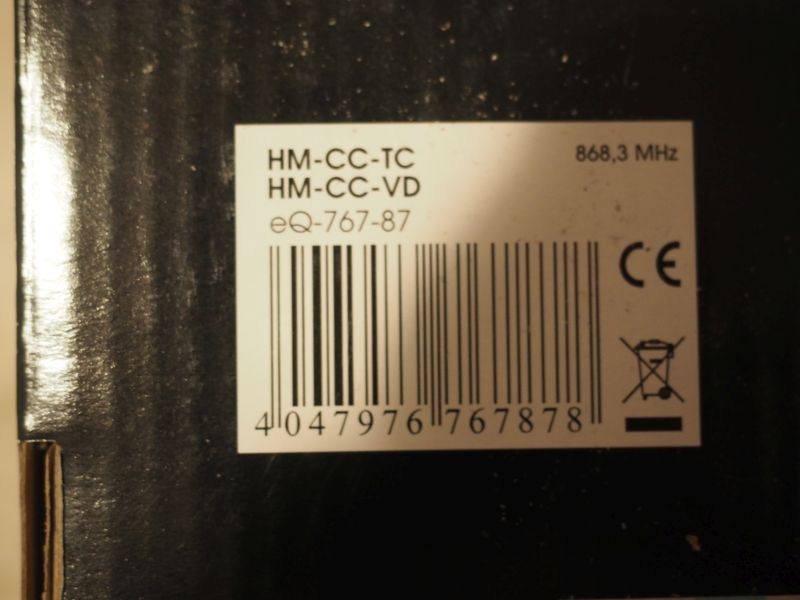 HM-CC-TC
868,3 MHz
HM-CC-VD
eQ-767-87
CE
4 047976 767878